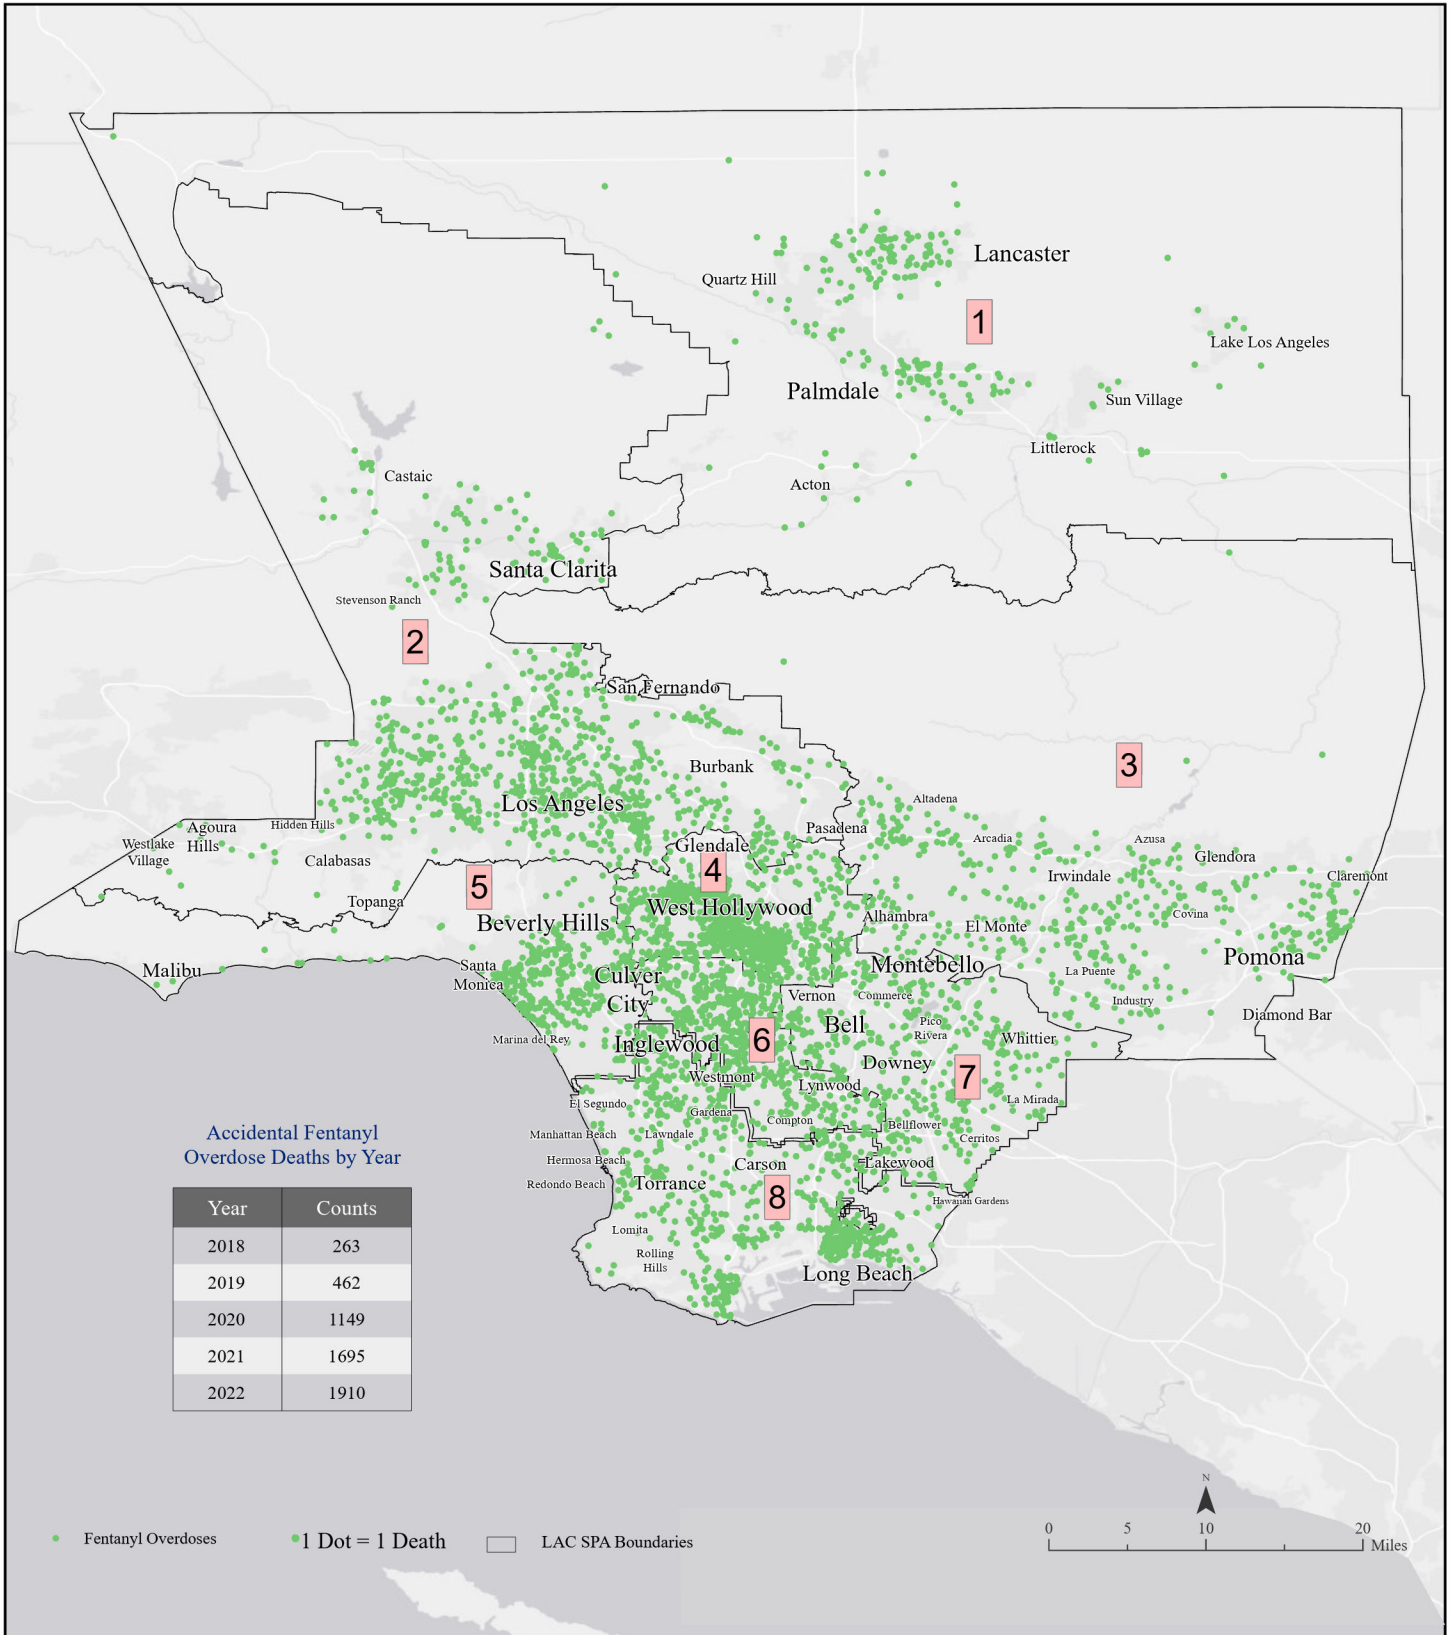 Lancaster
Quartz Hill
1
Lake Los Angeles
Palmdale
Sun Village
Littlerock
Castaic
Acton
Santa Clarita
Stevenson Ranch
2
San Fernando
3
Burbank
Los Angeles
Altadena
Hidden Hills
Agoura
Hills
Pasadena
Arcadia
Azusa
Westlake
Village
Glendale
Glendora
Calabasas
4
Irwindale
Claremont
5
Topanga
West Hollywood
Beverly Hills
Alhambra
Covina
El Monte
Pomona
Santa
Monica
Malibu
Culver
City
Montebello
La Puente
Vernon
Commerce
Industry
Diamond Bar
Bell
Pico
Rivera
Marina del Rey
Inglewood
6
Whittier
Downey
7
Westmont
Lynwood
El Segundo
La Mirada
Gardena
Compton
Bellflower
Manhattan Beach
Lawndale
Cerritos
Hermosa Beach
Carson
Lakewood
Redondo Beach
Torrance
8
Hawaiian Gardens
Lomita
Rolling
Hills
Long Beach
Accidental Fentanyl
Overdose Deaths by Year
Year Counts
2018 263
2019 462
2020 1149
2021 1695
2022 1910
Fentanyl Overdoses
1 Dot = 1 Death
LAC SPA Boundaries
N
0 5 10 20
Miles